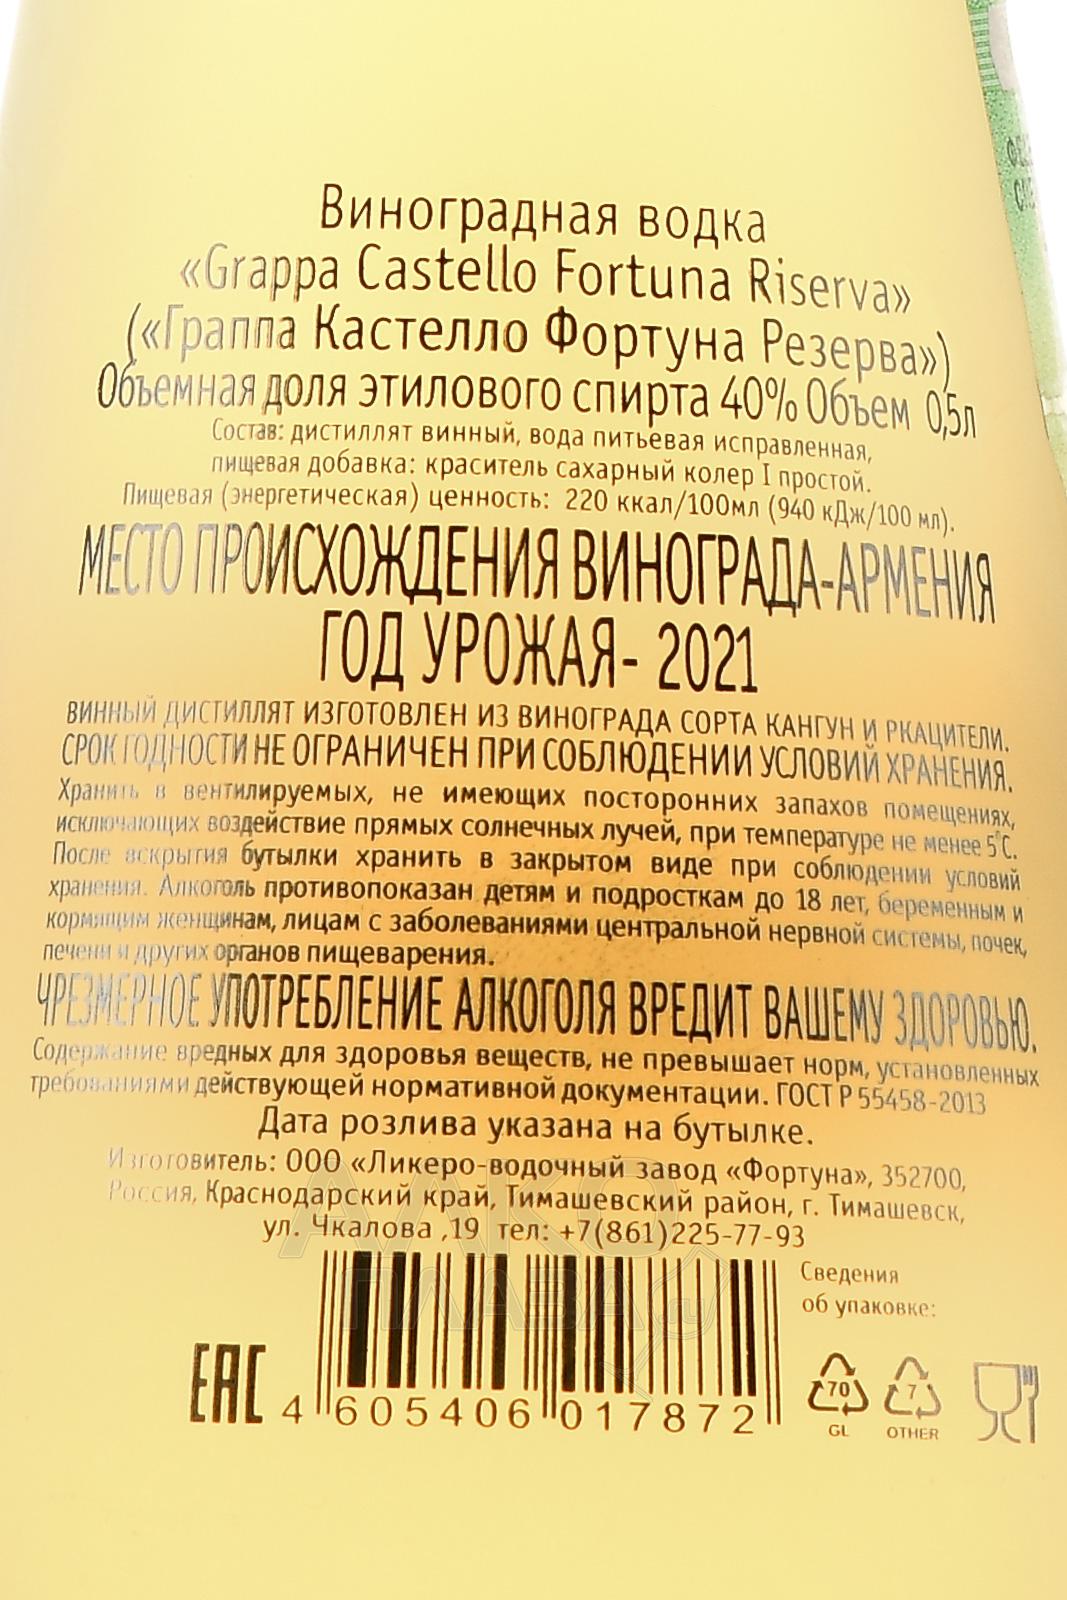 Виноградная водка
«Grappa Castello Fortuna Riserva»
(«Граппа Кастелло Фортуна Резерва»)
Объемная доля этилового спирта 40% Объем 0,5л
Состав: дистиллят винный, вода питьевая исправленная,
пищевая добавка: краситель сахарный колер I простой.
Пищевая (энергетическая) ценность: 220 ккал/100мл (940 кДж/100 мл).
МЕСТО ПРОИСХОЖДЕНИЯ ВИНОГРАДА-АРМЕНИЯ
ГОД УРОЖАЯ- 2021
ВИННЫЙ ДИСТИЛЛЯТ ИЗГОТОВЛЕН ИЗ ВИНОГРАДА СОРТА КАНГУН И РКАЦИТЕЛИ.
СРОК ГОДНОСТИ НЕ ОГРАНИЧЕН ПРИ СОБЛЮДЕНИИ УСЛОВИЙ ХРАНЕНИЯ.
Хранить в вентилируемых, не имеющих посторонних запахов помещениях,
исключающих воздействие прямых солнечных лучей, при температуре не менее 5°С.
После вскрытия бутылки хранить в закрытом виде при соблюдении условий
хранения. Алкоголь противопоказан детям и подросткам до 18 лет, беременным и
кормящим женщинам, лицам с заболеваниями центральной нервной системы, почек,
печени и других органов пищеварения.
ЧРЕЗМЕРНОЕ УПОТРЕБЛЕНИЕ АЛКОГОЛЯ ВРЕДИТ ВАШЕМУ ЗДОРОВЬЮ.
Содержание вредных для здоровья веществ, не превышает норм, установленных
требованиями действующей нормативной документации. ГОСТ Р 55458-2013
Дата розлива указана на бутылке.
Изготовитель: ООО «Ликеро-водочный завод «Фортуна», 352700,
Россия, Краснодарский край, Тимашевский район, г. Тимашевск,
ул. Чкалова ,19 тел: +7(861)225-77-93
Сведения
об упаковке:
EAC
4 605406 017872
70
GL
7
OTHER
АЛКО
ПЛАВА.ru